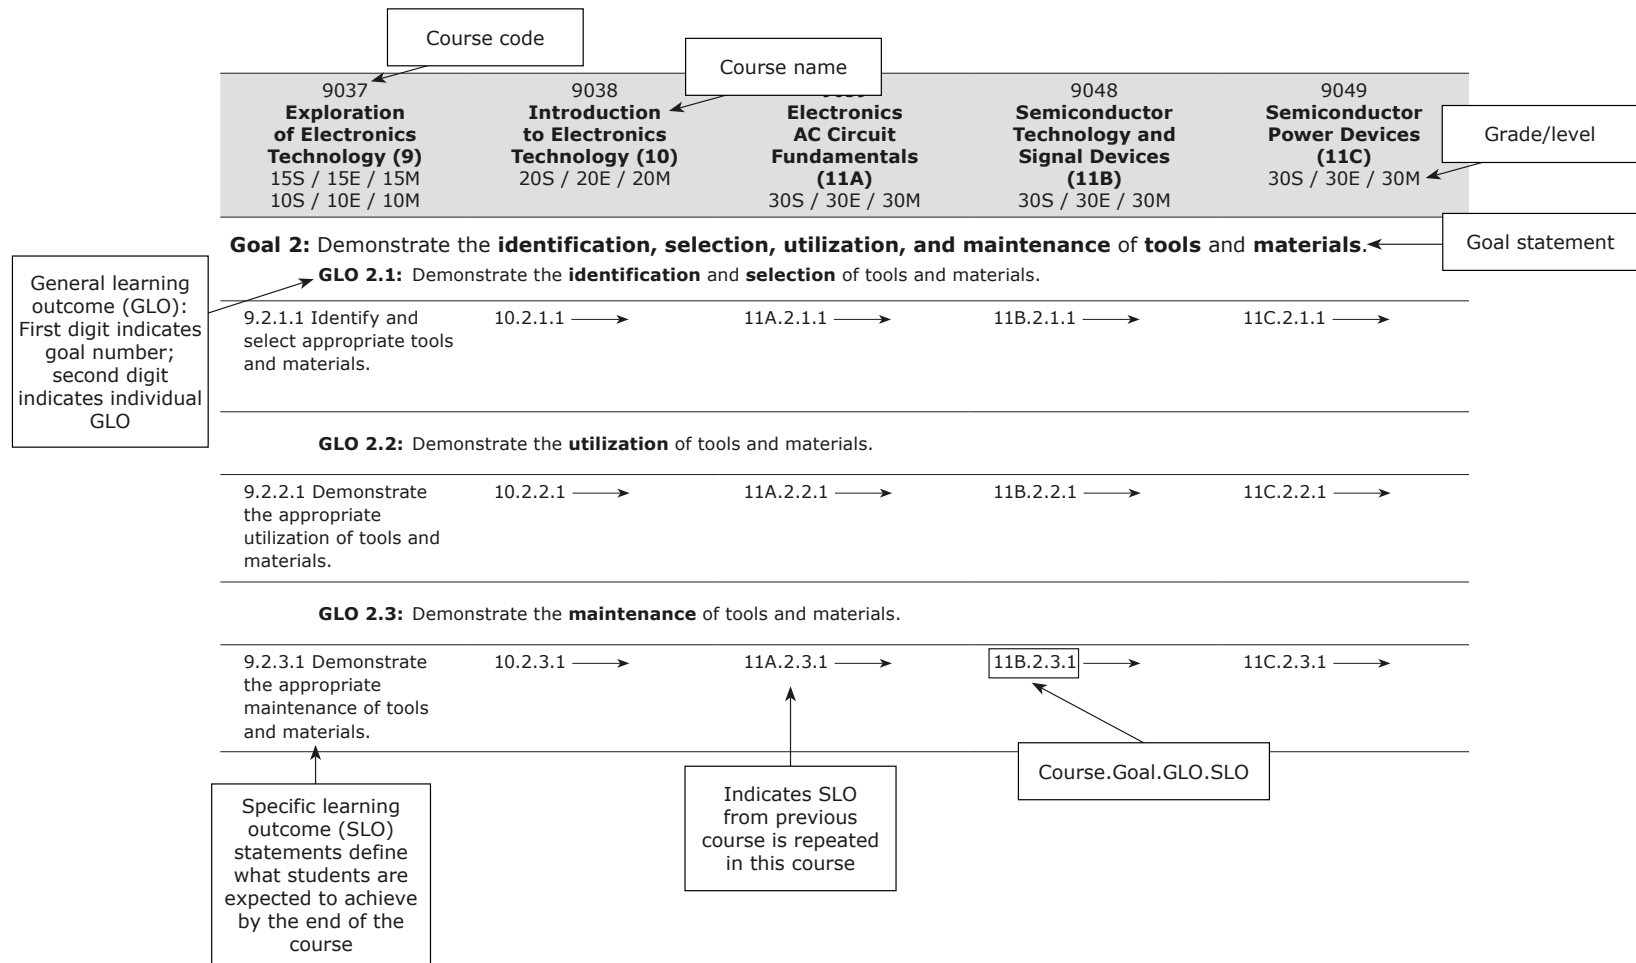 Course code
Course name
9037
Exploration
of Electronics
Technology (9)
15S / 15E / 15M
10S / 10E / 10M
9038
Introduction
to Electronics
Technology (10)
20S / 20E / 20M
Electronics
AC Circuit
Fundamentals
(11A)
30S / 30E / 30M
9048
Semiconductor
Technology and
Signal Devices
(11B)
30S / 30E / 30M
9049
Semiconductor
Power Devices
(11C)
30S / 30E / 30M
Grade/level
Goal 2: Demonstrate the identification, selection, utilization, and maintenance of tools and materials.
Goal statement
General learning
outcome (GLO):
First digit indicates
goal number;
second digit
indicates individual
GLO
GLO 2.1: Demonstrate the identification and selection of tools and materials.
9.2.1.1 Identify and
select appropriate tools
and materials.
10.2.1.1
11A.2.1.1
11B.2.1.1
11C.2.1.1
GLO 2.2: Demonstrate the utilization of tools and materials.
9.2.2.1 Demonstrate
the appropriate
utilization of tools and
materials.
10.2.2.1
11A.2.2.1
11B.2.2.1
11C.2.2.1
GLO 2.3: Demonstrate the maintenance of tools and materials.
9.2.3.1 Demonstrate
the appropriate
maintenance of tools
and materials.
10.2.3.1
11A.2.3.1
11B.2.3.1
11C.2.3.1
Specific learning
outcome (SLO)
statements define
what students are
expected to achieve
by the end of the
course
Indicates SLO
from previous
course is repeated
in this course
Course.Goal.GLO.SLO